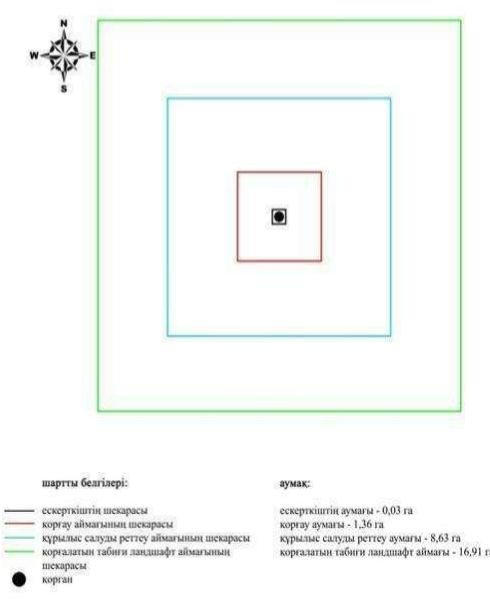 N
W E
S
шартты белгілері: аумақ:
ескерткіштің шекарасы ескерткіштің аумағы - 0,03 га
қорғау аймағының шекарасы қорғау аумағы - 1,36 га
құрылыс салуды реттеу аймағының шекарасы құрылыс салуды реттеу аумағы - 8,63 га
қорғалатын табиғи ландшафт аймағының қорғалатын табиғи ландшафт аймағы - 16,91 г
шекарасы
қорған